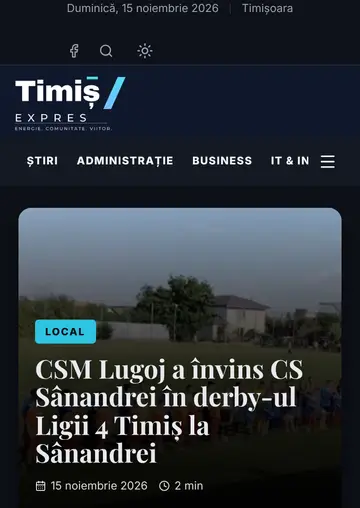 Duminică, 15 noiembrie 2026 | Timișoara
Timiș
EXPRES
ENERGIE. COMUNITATE. VIITOR.
ȘTIRI ADMINISTRAȚIE BUSINESS IT & IN
LOCAL
CSM Lugoj a învins CS
Sânandrei în derby-ul
Ligii 4 Timiș la
Sânandrei
15 noiembrie 2026 2 min